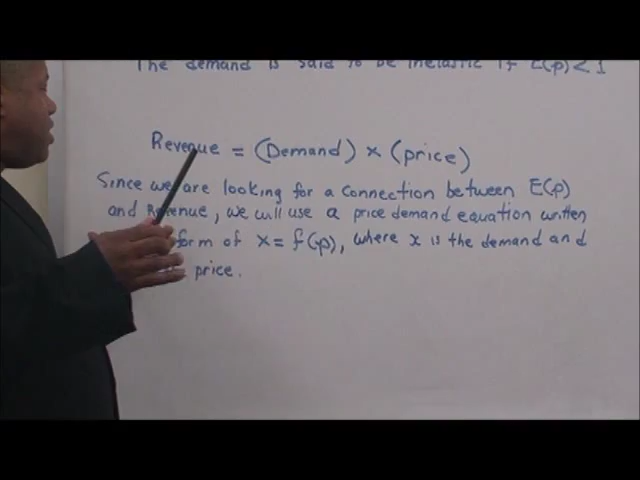 The demand is said to be inelastic if E(p) < 1
Revenue = (Demand) × (price)
Since we are looking for a connection between E(p)
and Revenue, we will use a price demand equation written
form of x = f(p), where x is the demand and
price.